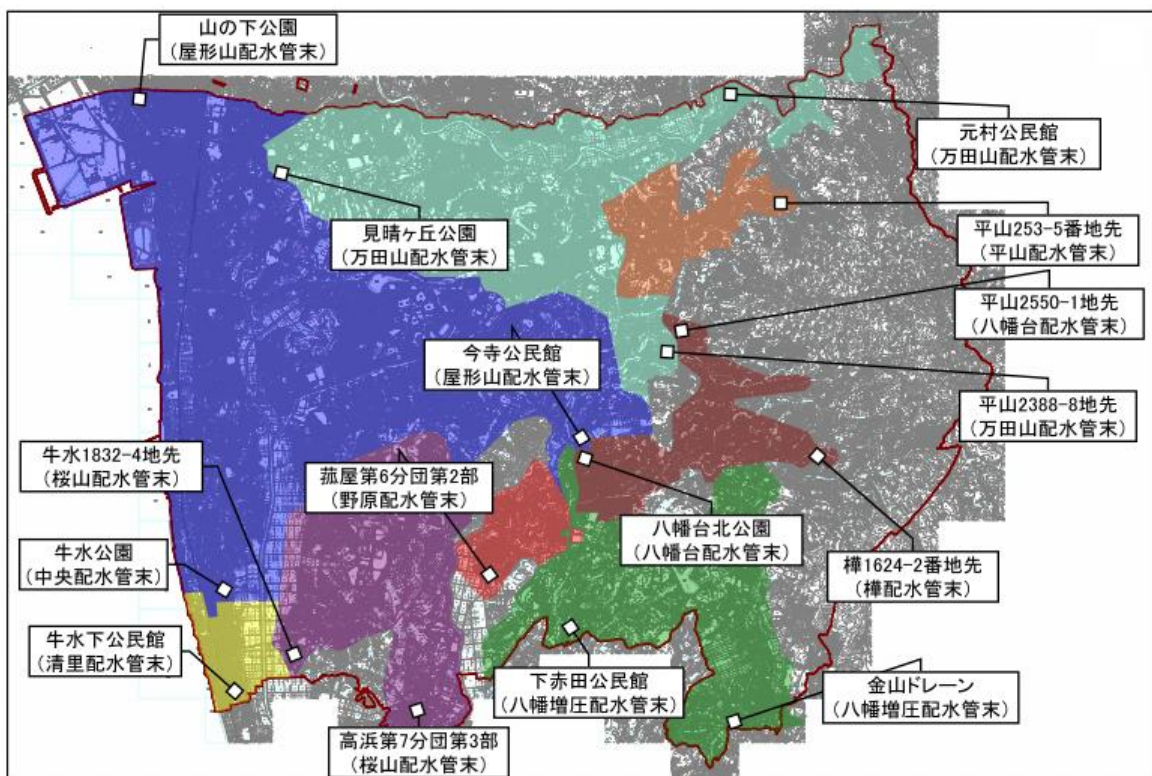 山の下公園
(屋形山配水管末)
元村公民館
(万田山配水管末)
見晴ヶ丘公園
(万田山配水管末)
平山253-5番地先
(平山配水管末)
平山2550-1地先
(八幡台配水管末)
今寺公民館
(屋形山配水管末)
平山2388-8地先
(万田山配水管末)
牛水1832-4地先
(桜山配水管末)
菰屋第6分団第2部
(野原配水管末)
八幡台北公園
(八幡台配水管末)
牛水公園
(中央配水管末)
樺1624-2番地先
(樺配水管末)
牛水下公民館
(清里配水管末)
下赤田公民館
(八幡増圧配水管末)
金山ドレーン
(八幡増圧配水管末)
高浜第7分団第3部
(桜山配水管末)